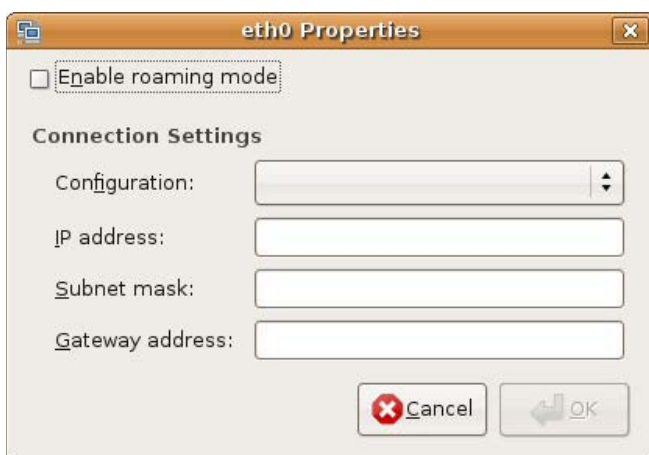 eth0 Properties
Enable roaming mode
Connection Settings
Configuration:
IP address:
Subnet mask:
Gateway address:
Cancel
OK